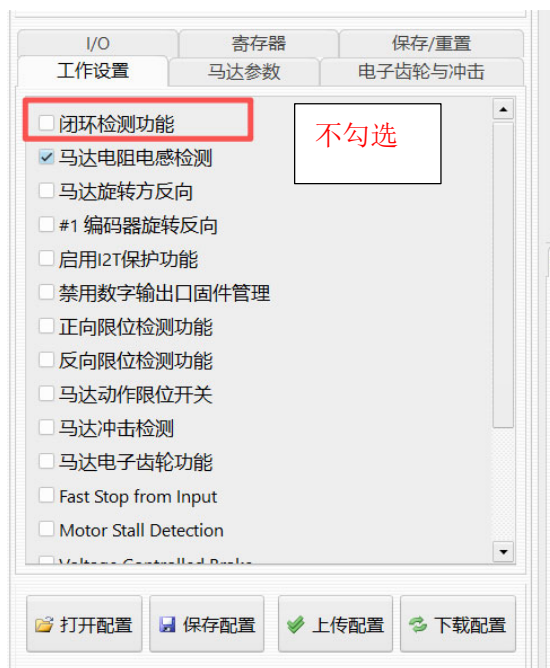 I/O 寄存器 保存/重置
工作设置 马达参数 电子齿轮与冲击
闭环检测功能
不勾选
马达电阻电感检测
马达旋转方反向
#1 编码器旋转反向
启用I2T保护功能
禁用数字输出口固件管理
正向限位检测功能
反向限位检测功能
马达动作限位开关
马达冲击检测
马达电子齿轮功能
Fast Stop from Input
Motor Stall Detection
Voltage Controlled Brake
打开配置 保存配置 上传配置 下载配置